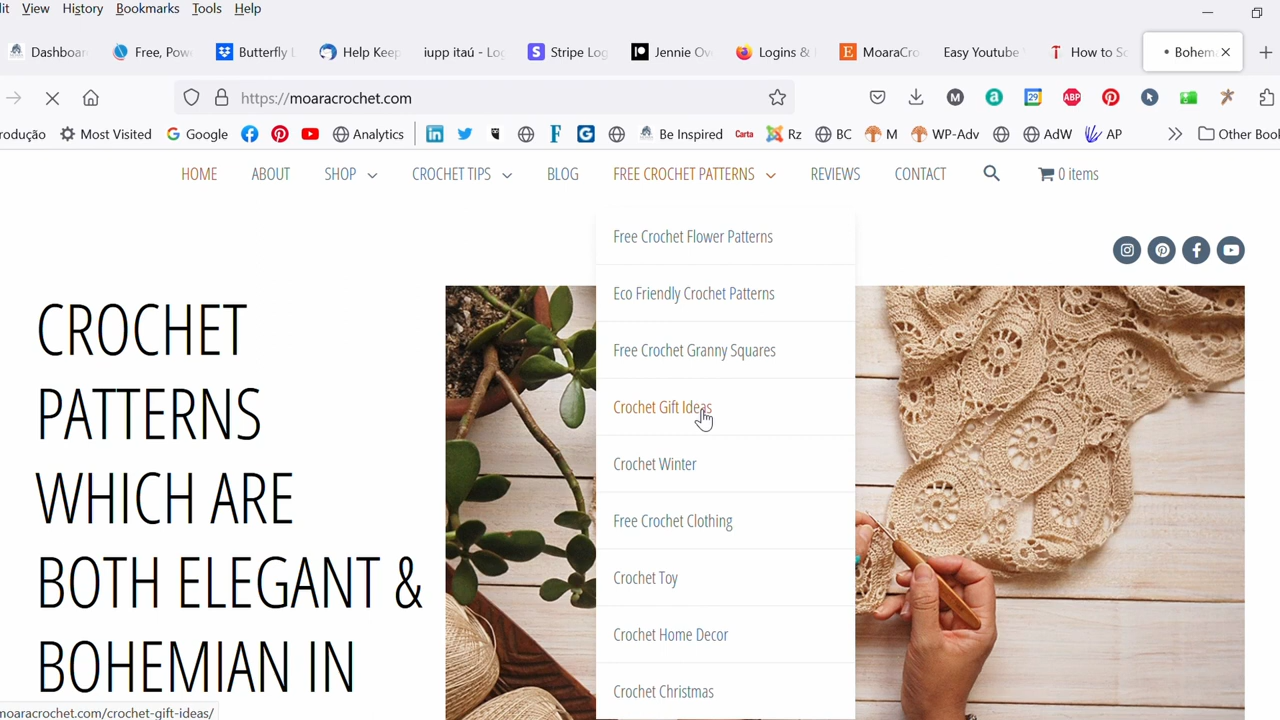 it View History Bookmarks Tools Help
Dashboar Free, Pow Butterfly L Help Keep iupp itaú - Log Stripe Log Jennie Ov Logins & MoaraCro Easy Youtube How to Sc Bohem
https://moaracrochet.com
rodução Most Visited Google Analytics Be Inspired Carta Rz BC M WP-Adv AdW AP Other Book
HOME ABOUT SHOP CROCHET TIPS BLOG FREE CROCHET PATTERNS REVIEWS CONTACT 0 items
Free Crochet Flower Patterns
Eco Friendly Crochet Patterns
Free Crochet Granny Squares
Crochet Gift Ideas
Crochet Winter
Free Crochet Clothing
Crochet Toy
Crochet Home Decor
Crochet Christmas
CROCHET
PATTERNS
WHICH ARE
BOTH ELEGANT &
BOHEMIAN IN
moaracrochet.com/crochet-gift-ideas/